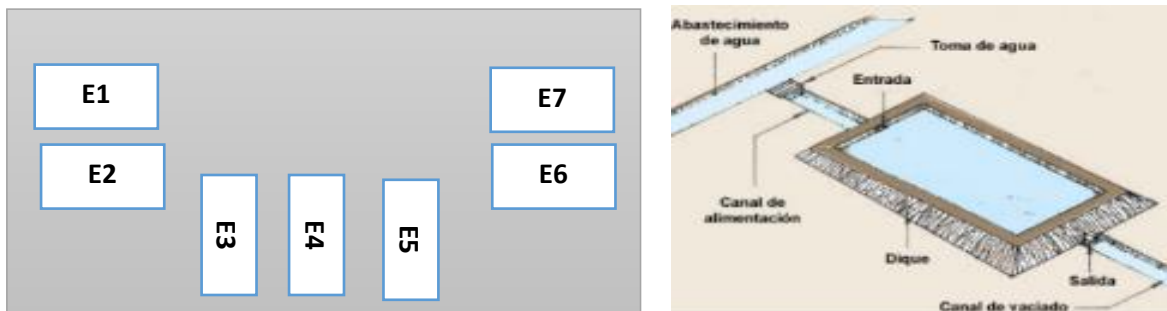 E1
E2
E3
E4
E5
E6
E7
Abastecimiento
de agua
Toma de agua
Entrada
Canal de
alimentación
Dique
Salida
Canal de vaciado